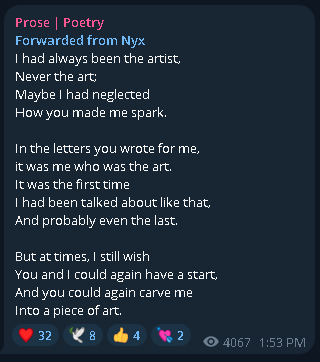 Prose | Poetry
Forwarded from Nyx
I had always been the artist,
Never the art;
Maybe I had neglected
How you made me spark.
In the letters you wrote for me,
it was me who was the art.
It was the first time
I had been talked about like that,
And probably even the last.
But at times, I still wish
You and I could again have a start,
And you could again carve me
Into a piece of art.
❤️ 32 🕊️ 8 👍 4 💘 2 4067 1:53 PM